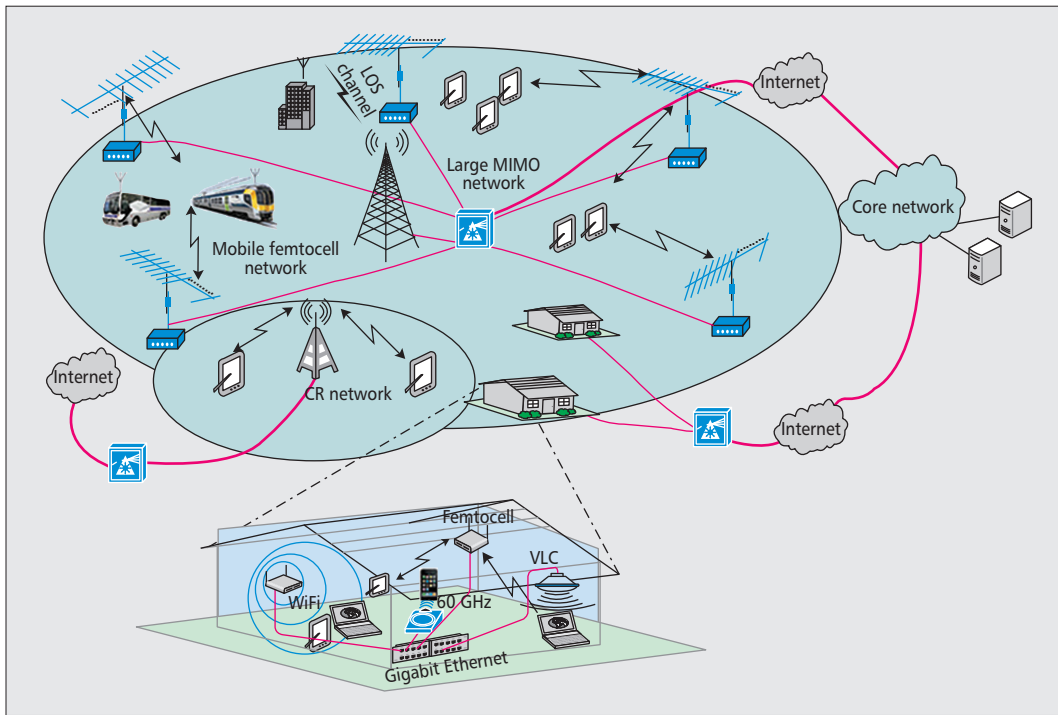 LOS
channel
Internet
Large MIMO
network
Core network
Mobile femtocell
network
Internet
CR network
Internet
Femtocell
VLC
WiFi
60 GHz
Gigabit Ethernet